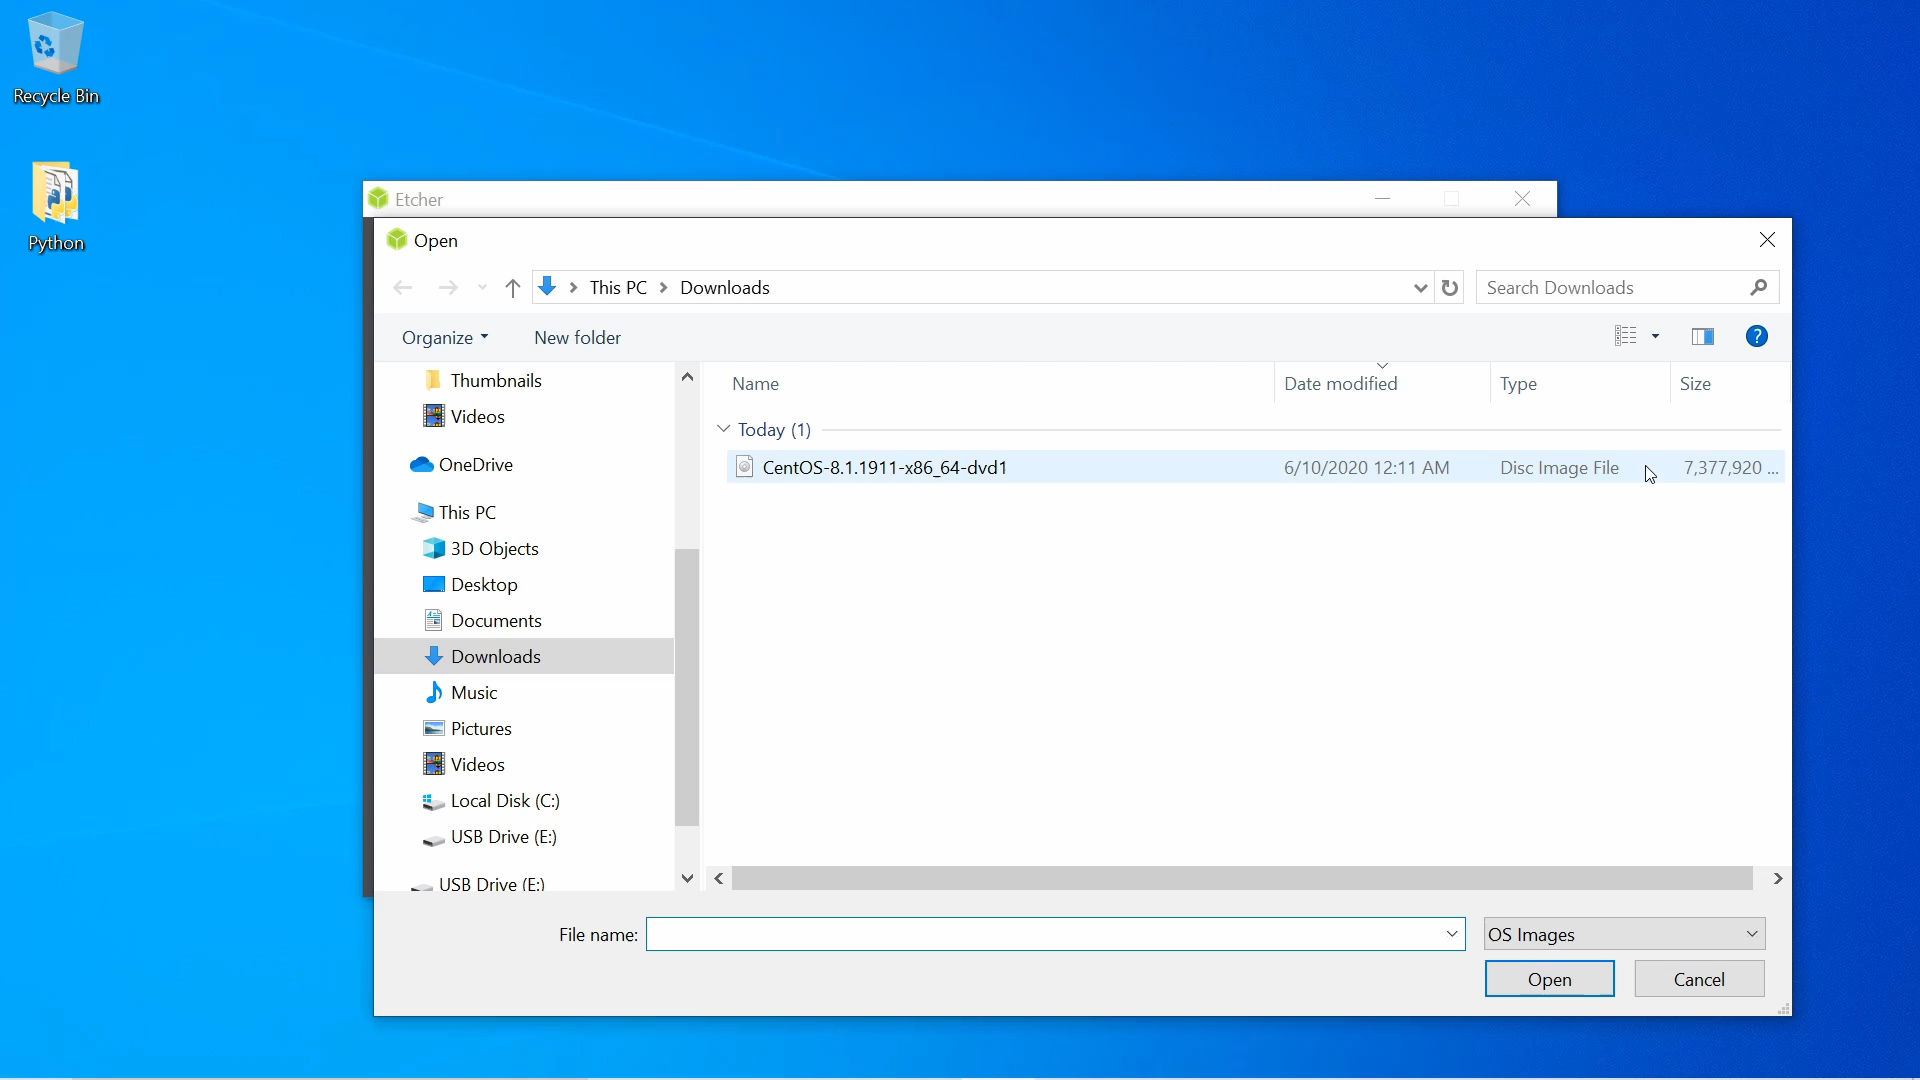 Recycle Bin
Python
Etcher
Open
This PC > Downloads
Search Downloads
Organize
New folder
?
Name
Date modified
Type
Size
Thumbnails
Videos
OneDrive
This PC
3D Objects
Desktop
Documents
Downloads
Music
Pictures
Videos
Local Disk (C:)
USB Drive (E:)
USB Drive (E:)
Today (1)
CentOS-8.1.1911-x86_64-dvd1
6/10/2020 12:11 AM
Disc Image File
7,377,920 ...
File name:
OS Images
Open
Cancel